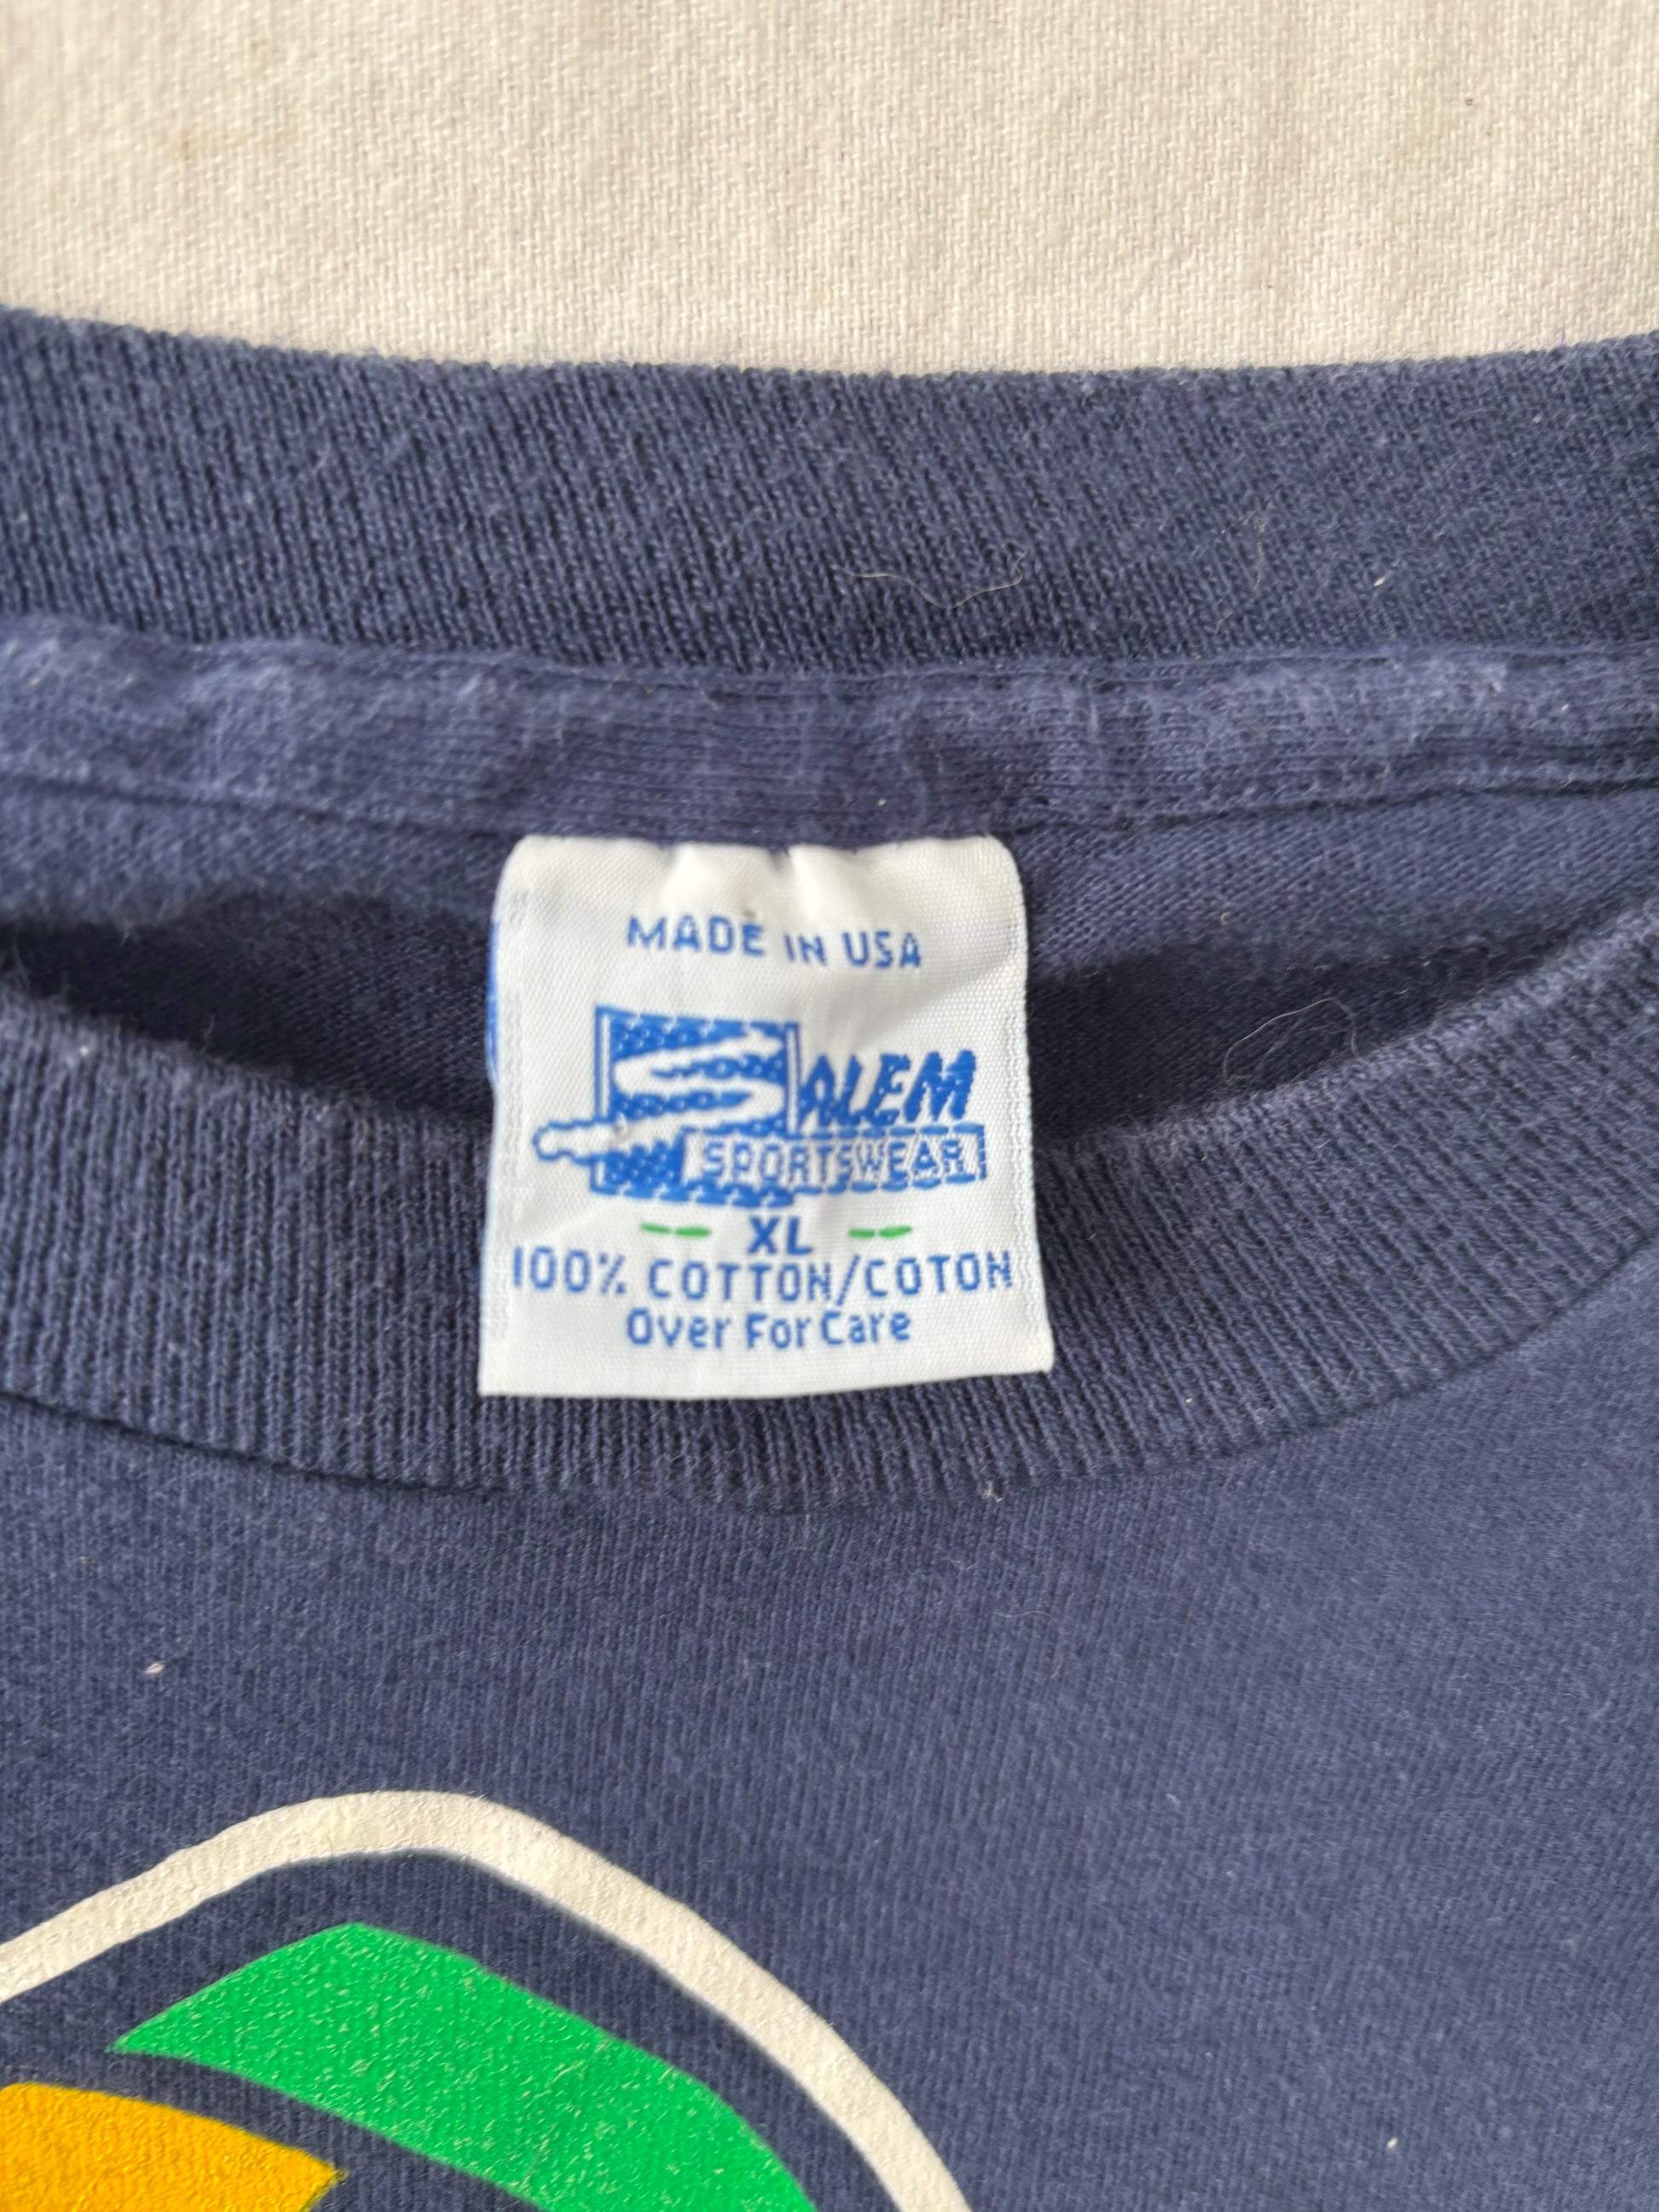 MADE IN USA
SALEM
SPORTSWEAR
XL
100% COTTON/COTON
Over For Care